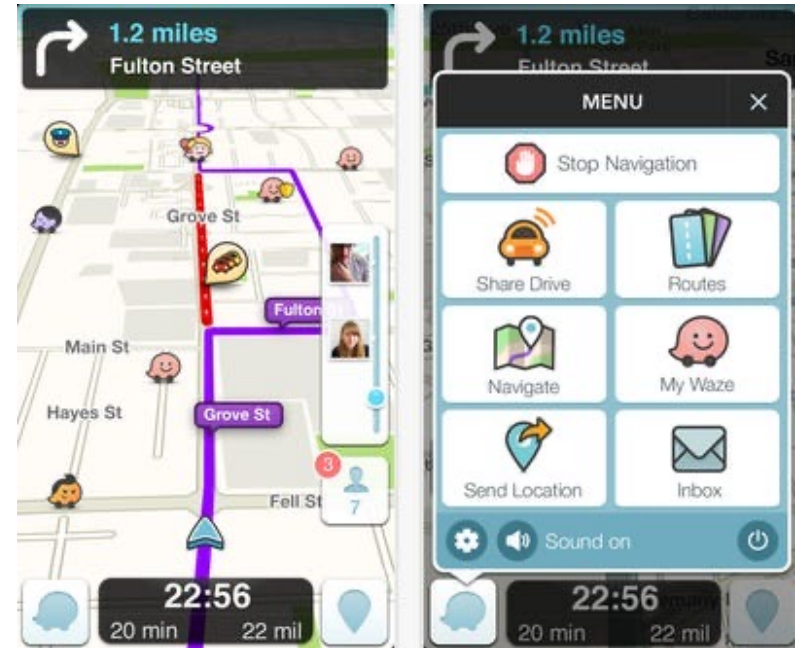 1.2 miles
Fulton Street
Grove St
Fulton
Main St
Hayes St
Grove St
Fell St
3
7
22:56
20 min 22 mil
1.2 miles
Fulton Street
MENU
Stop Navigation
Share Drive
Routes
Navigate
My Waze
Send Location
Inbox
Sound on
22:56
20 min 22 mil